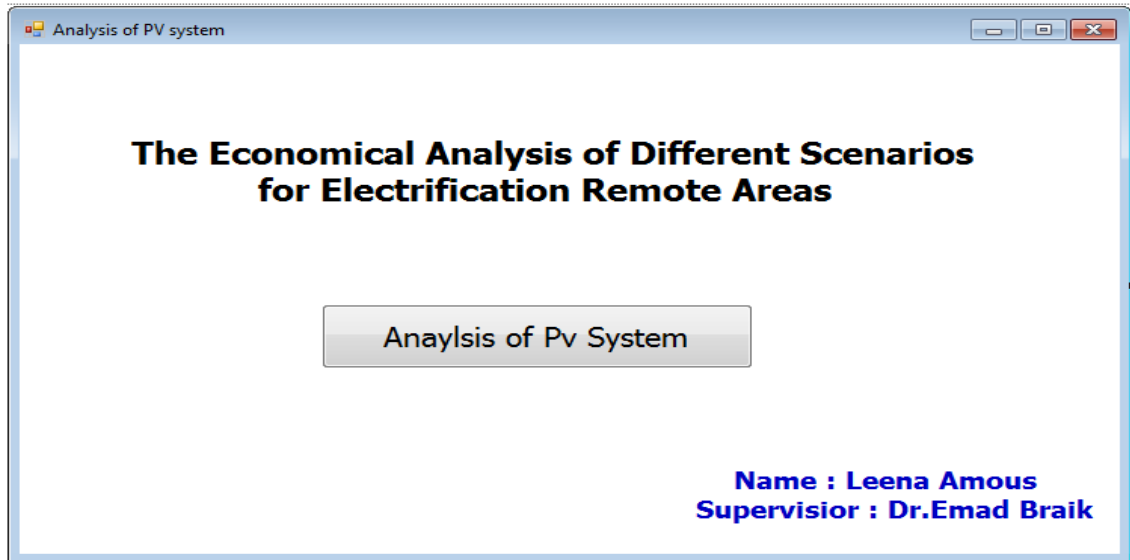 Analysis of PV system
The Economical Analysis of Different Scenarios
for Electrification Remote Areas
Anaylsis of Pv System
Name : Leena Amous
Supervisior : Dr.Emad Braik